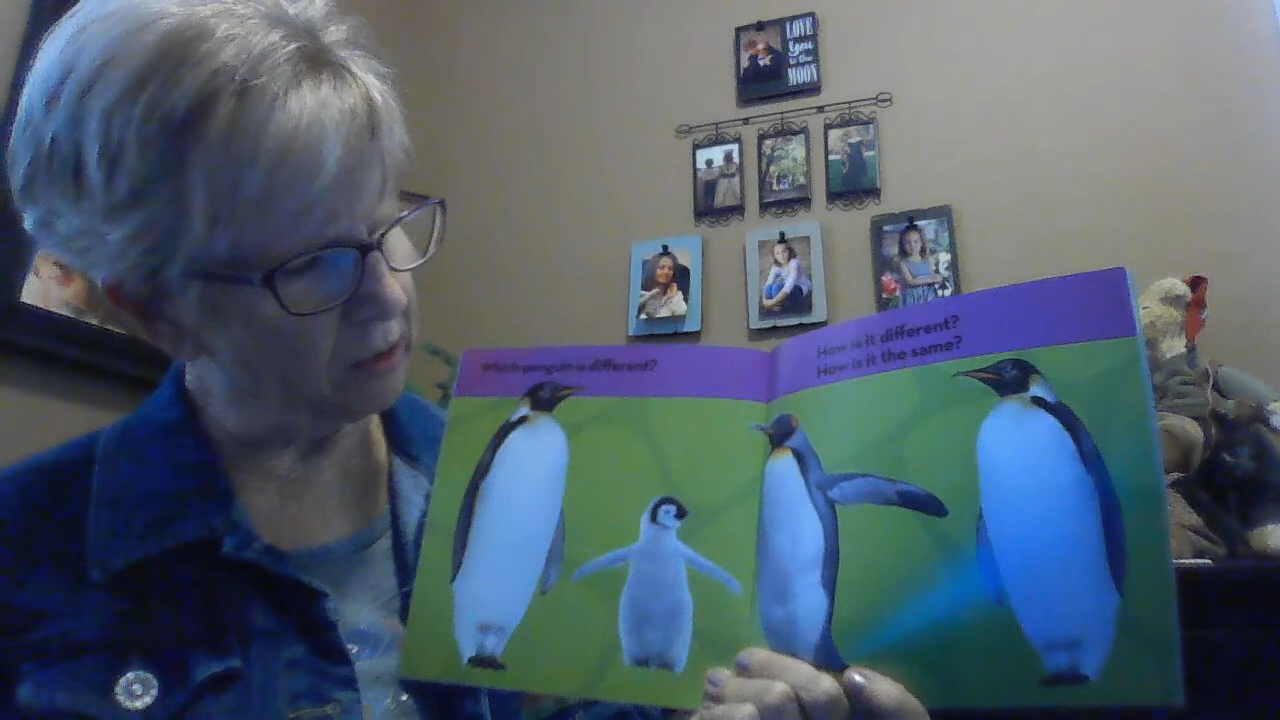 LOVE
You
to the
MOON
Which penguin is different?
How is it different?
How is it the same?